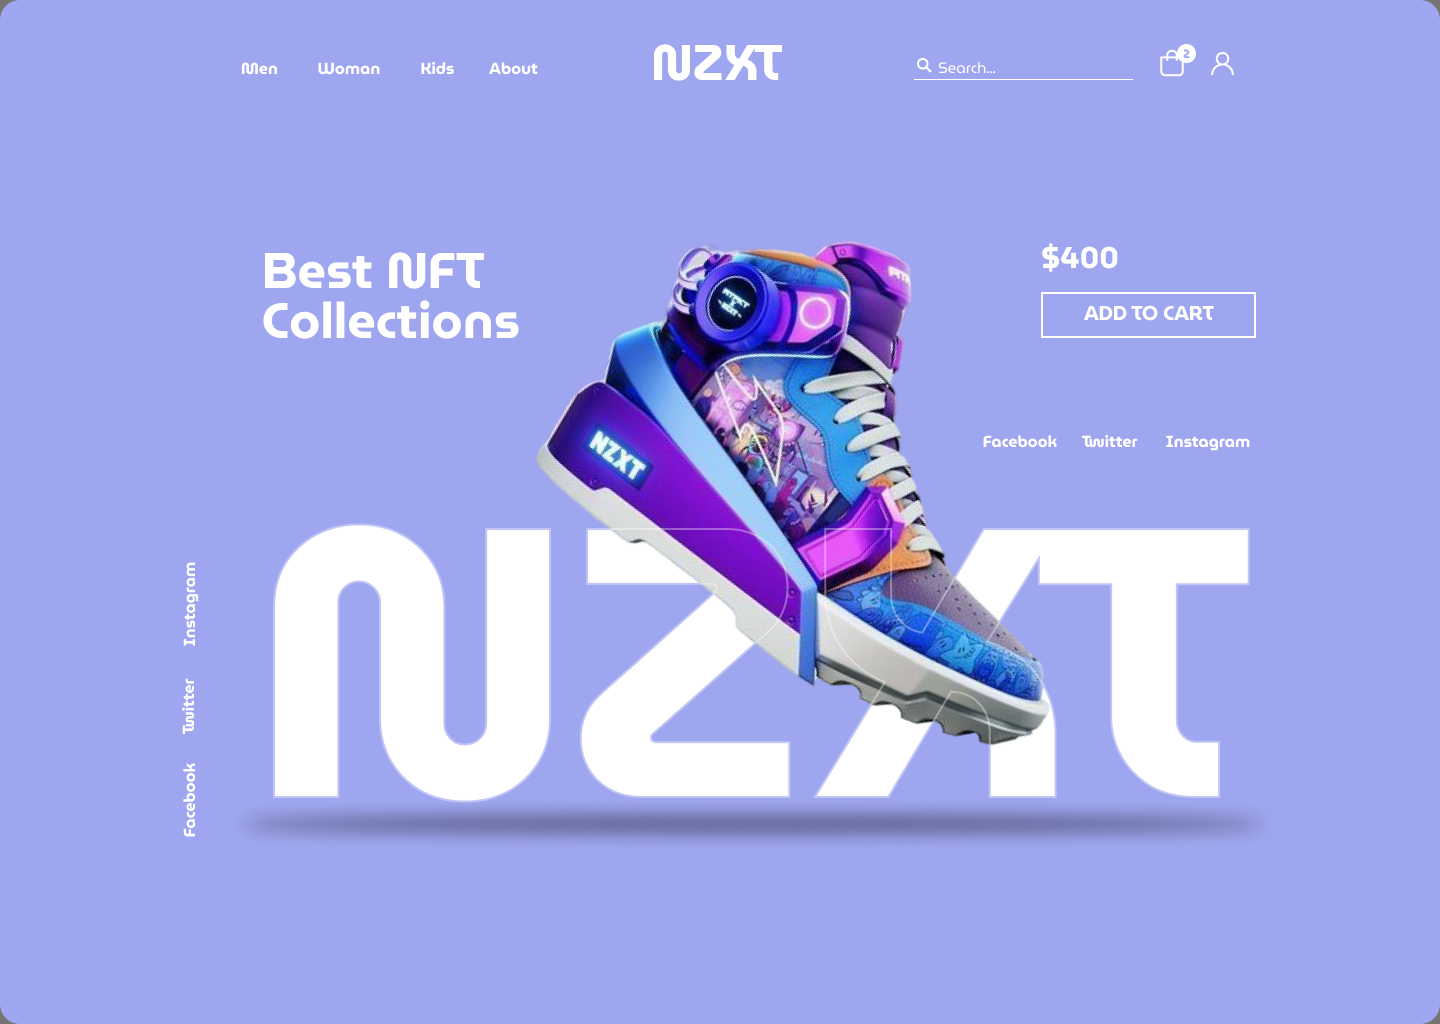 Men Woman Kids About
NZXT
Search...
2
Best NFT
Collections
$400
ADD TO CART
NZXT
Facebook Twitter Instagram
NZXT
Facebook Twitter Instagram